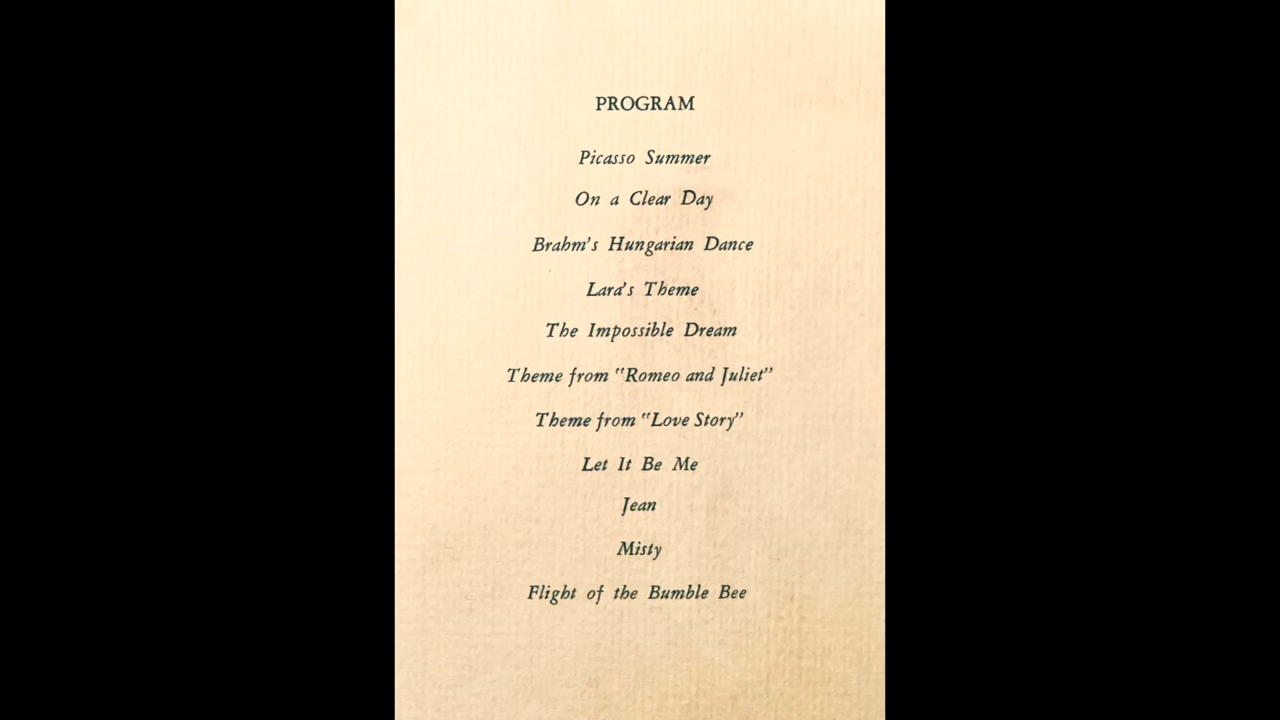 PROGRAM
Picasso Summer
On a Clear Day
Brahm's Hungarian Dance
Lara's Theme
The Impossible Dream
Theme from "Romeo and Juliet"
Theme from "Love Story"
Let It Be Me
Jean
Misty
Flight of the Bumble Bee